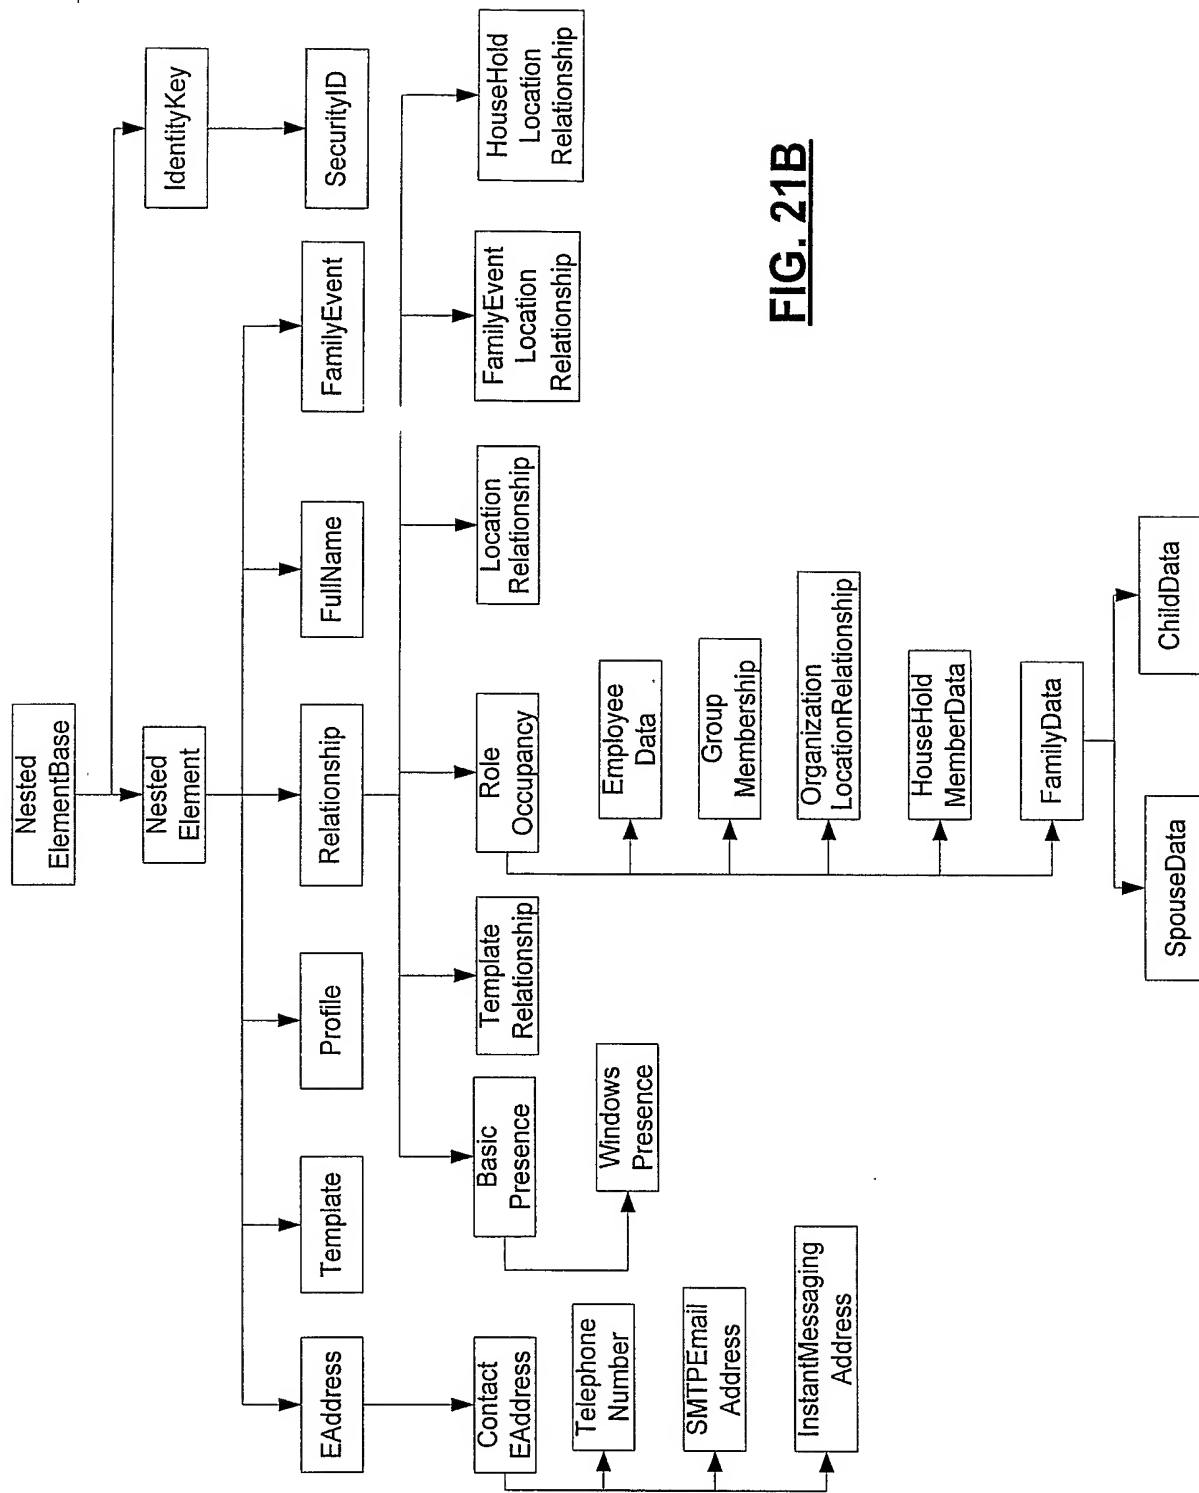 Nested
ElementBase
Nested
Element
IdentityKey
EAddress
Template
Profile
Relationship
FullName
FamilyEvent
SecurityID
Contact
EAddress
Basic
Presence
Template
Relationship
Role
Occupancy
Location
Relationship
FamilyEvent
Location
Relationship
HouseHold
Location
Relationship
Telephone
Number
SMTPEmail
Address
InstantMessaging
Address
Windows
Presence
Employee
Data
Group
Membership
Organization
LocationRelationship
HouseHold
MemberData
FamilyData
SpouseData
ChildData
FIG. 21B